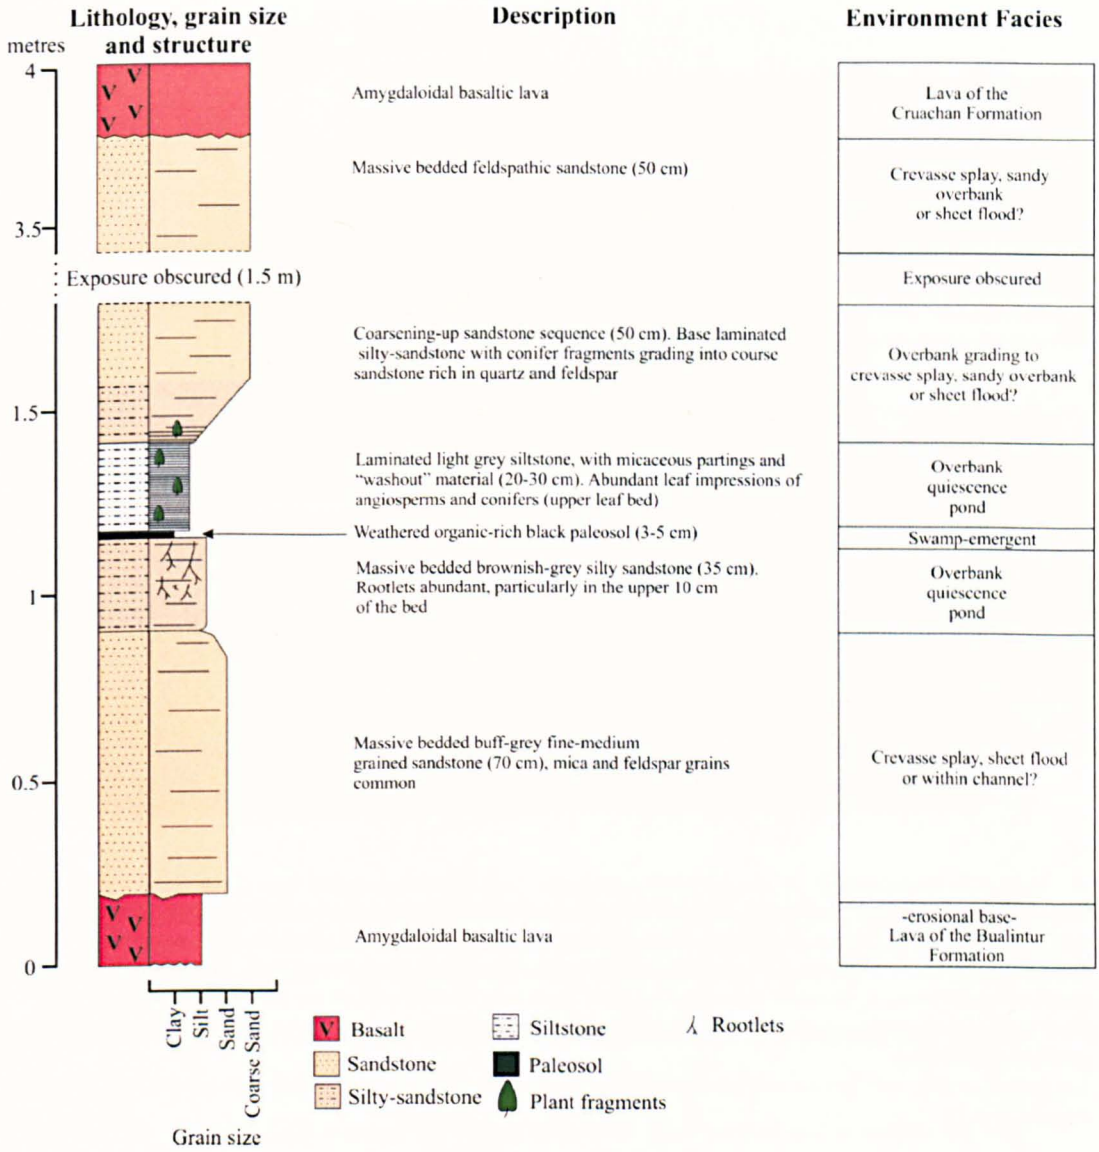 Lithology, grain size
and structure
Description
Environment Facies
metres
4
V
V
V
V
Amygdaloidal basaltic lava
Lava of the
Cruachan Formation
Massive bedded feldspathic sandstone (50 cm)
Crevasse splay, sandy
overbank
or sheet flood?
3.5
Exposure obscured (1.5 m)
Exposure obscured
Coarsening-up sandstone sequence (50 cm). Base laminated
silty-sandstone with conifer fragments grading into course
sandstone rich in quartz and feldspar
Overbank grading to
crevasse splay, sandy overbank
or sheet flood?
1.5
Laminated light grey siltstone, with micaceous partings and
“washout” material (20-30 cm). Abundant leaf impressions of
angiosperms and conifers (upper leaf bed)
Overbank
quiescence
pond
Weathered organic-rich black paleosol (3-5 cm)
Swamp-emergent
Massive bedded brownish-grey silty sandstone (35 cm).
Rootlets abundant, particularly in the upper 10 cm
of the bed
Overbank
quiescence
pond
1
Massive bedded buff-grey fine-medium
grained sandstone (70 cm), mica and feldspar grains
common
Crevasse splay, sheet flood
or within channel?
0.5
V
V
V
V
Amygdaloidal basaltic lava
-erosional base-
Lava of the Bualintur
Formation
0
Clay
Silt
Sand
Coarse Sand
Grain size
V Basalt
Sandstone
Silty-sandstone
Siltstone
Paleosol
Plant fragments
Rootlets